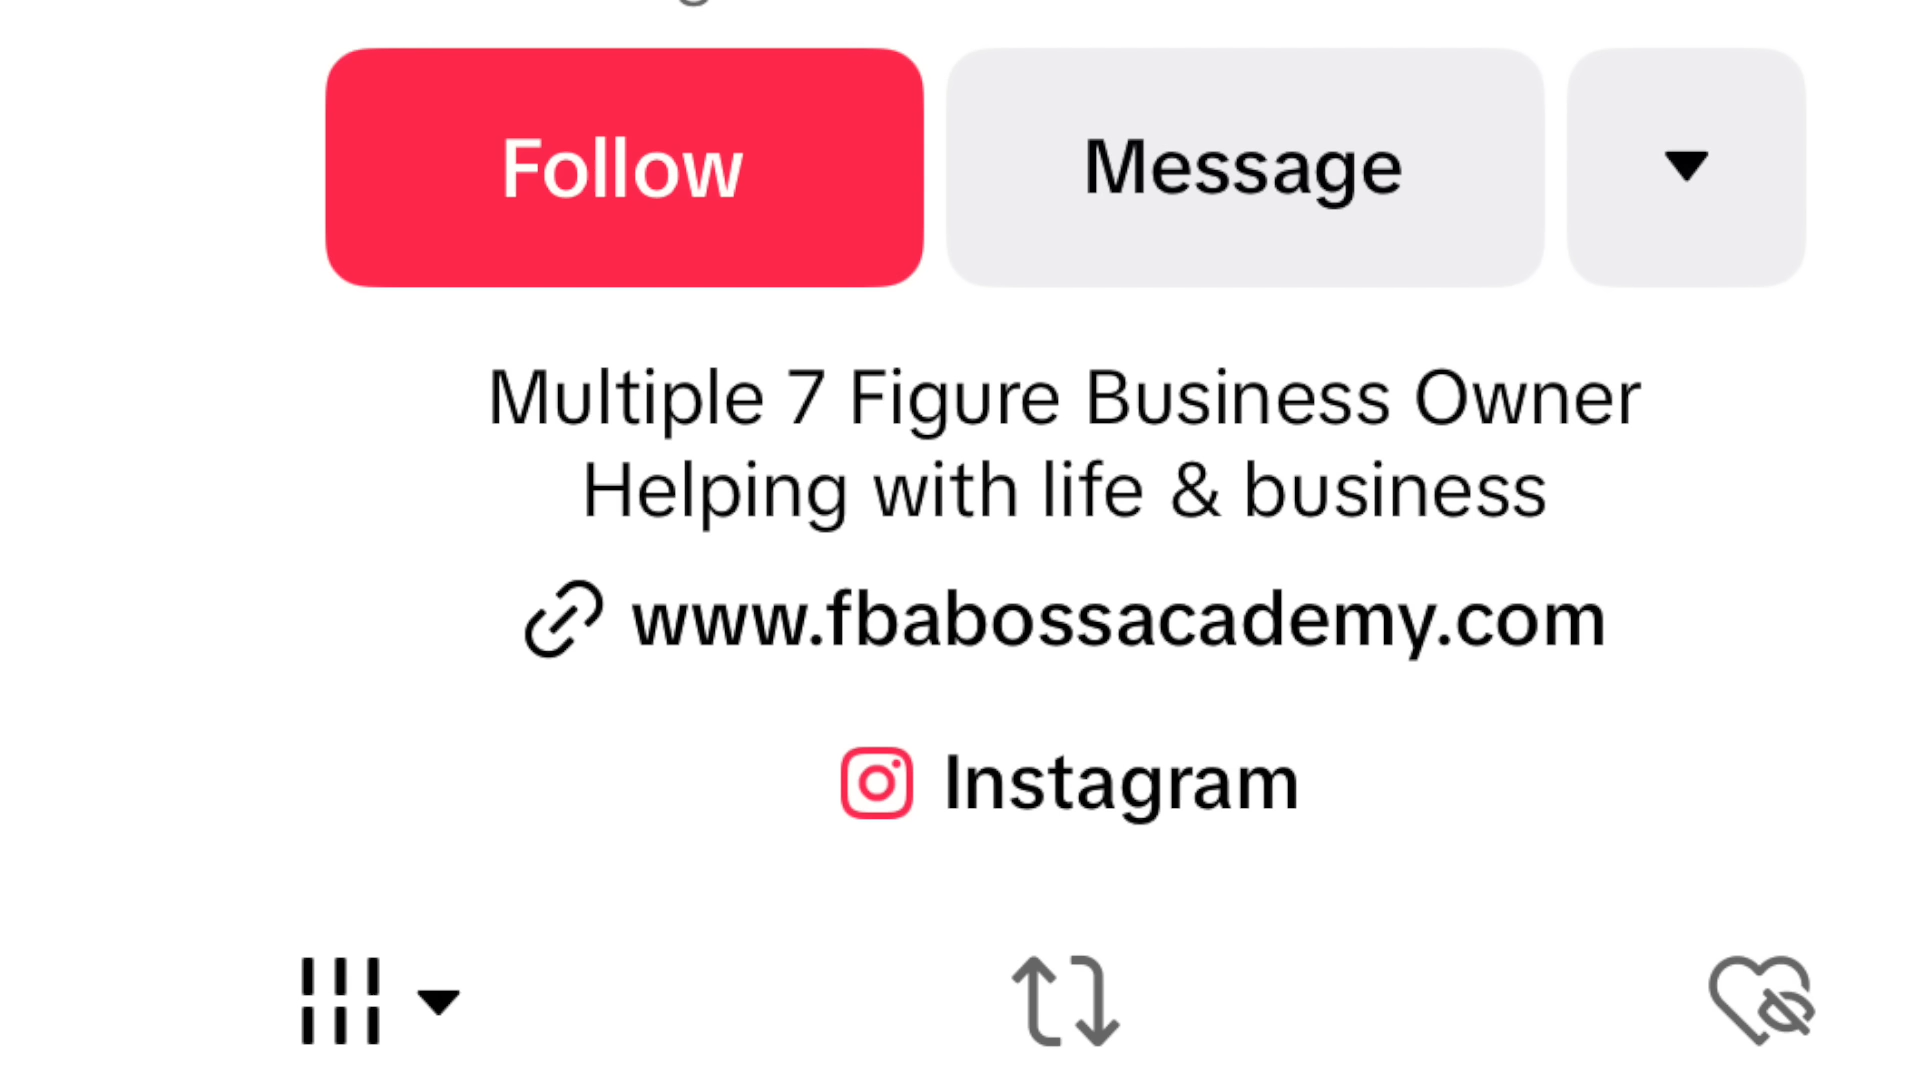 Follow
Message
Multiple 7 Figure Business Owner
Helping with life & business
www.fbabossacademy.com
Instagram